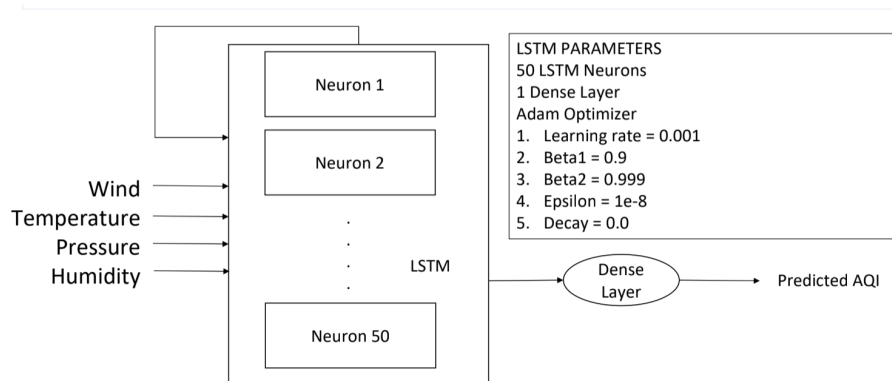 Neuron 1
Neuron 2
.
.
.
.
LSTM
Neuron 50
Wind
Temperature
Pressure
Humidity
LSTM PARAMETERS
50 LSTM Neurons
1 Dense Layer
Adam Optimizer
1. Learning rate = 0.001
2. Beta1 = 0.9
3. Beta2 = 0.999
4. Epsilon = 1e-8
5. Decay = 0.0
Dense
Layer
Predicted AQI